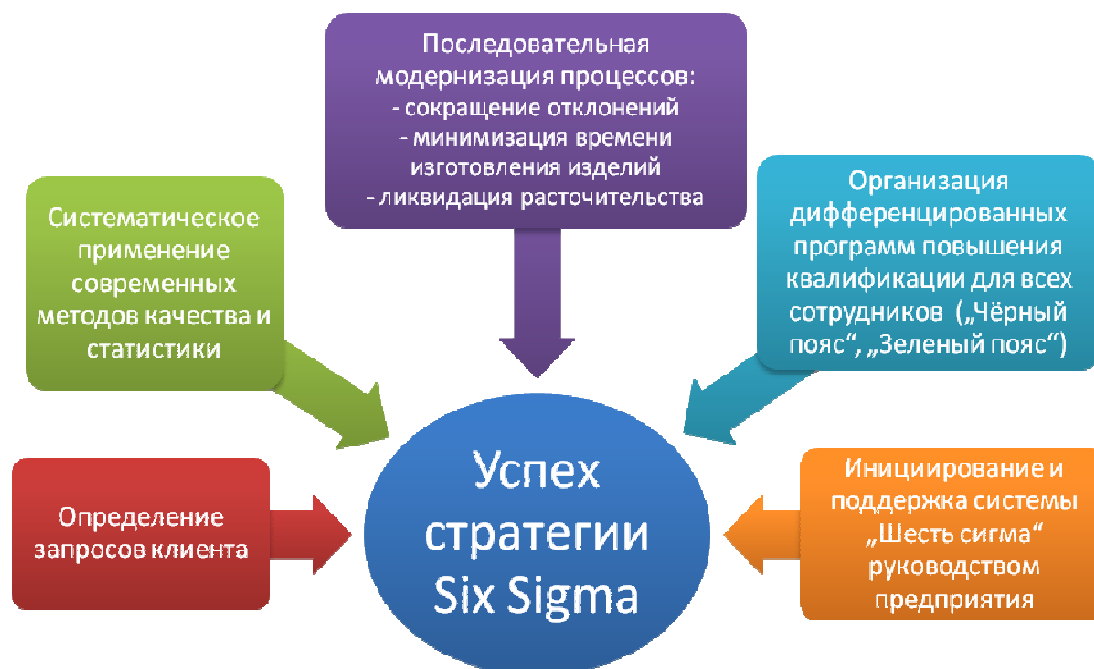 Последовательная
модернизация процессов:
- сокращение отклонений
- минимизация времени
изготовления изделий
- ликвидация расточительства
Систематическое
применение
современных
методов качества и
статистики
Организация
дифференцированных
программ повышения
квалификации для всех
сотрудников („Чёрный
пояс“, „Зеленый пояс“)
Определение
запросов клиента
Успех
стратегии
Six Sigma
Инициирование и
поддержка системы
„Шесть сигма“
руководством
предприятия